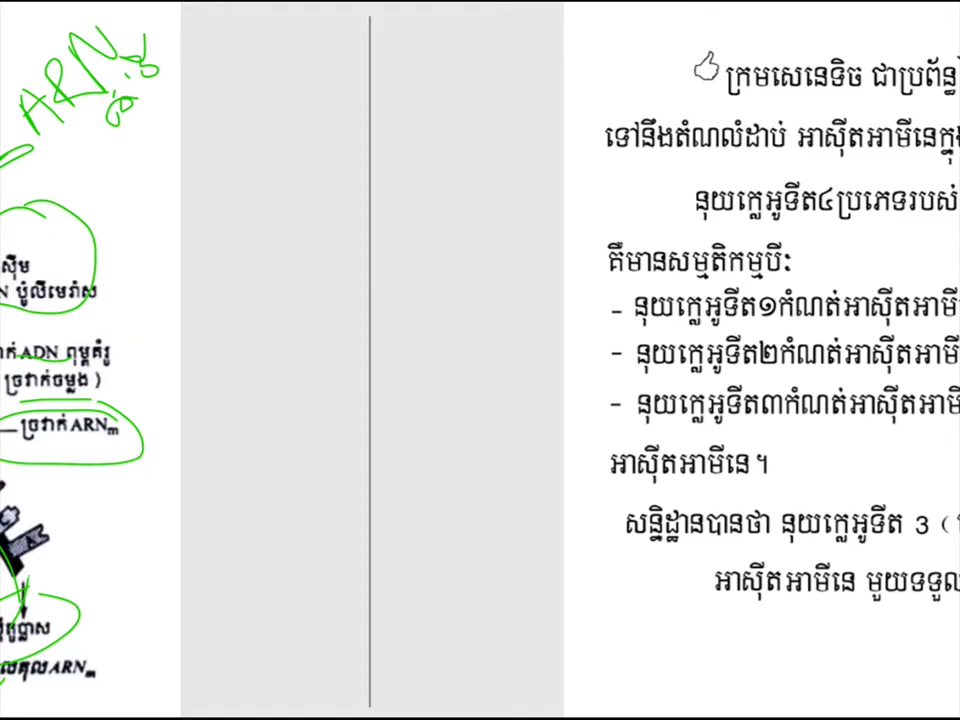 ARN
ស៊ីម
N ប៉ូលីមេរ៉ាស
ADN ពុម្ពគំរូ
ច្រវាក់ចម្លង )
ច្រវាក់ ARNm
ARNm
ក្រមសេនេទិច ជាប្រព័ន្ធ
ទៅនឹងតំណលំដាប់ អាស៊ីតអាមីនេក្នុង
នុយក្លេអូទីត៤ប្រភេទរបស់
គឺមានសម្មតិកម្មបីៈ
- នុយក្លេអូទីត១កំណត់អាស៊ីតអាមី
- នុយក្លេអូទីត២កំណត់អាស៊ីតអាមី
- នុយក្លេអូទីត៣កំណត់អាស៊ីតអាមី
អាស៊ីតអាមីនេ។
សន្និដ្ឋានបានថា នុយក្លេអូទីត 3 (
អាស៊ីតអាមីនេ មួយទទួល